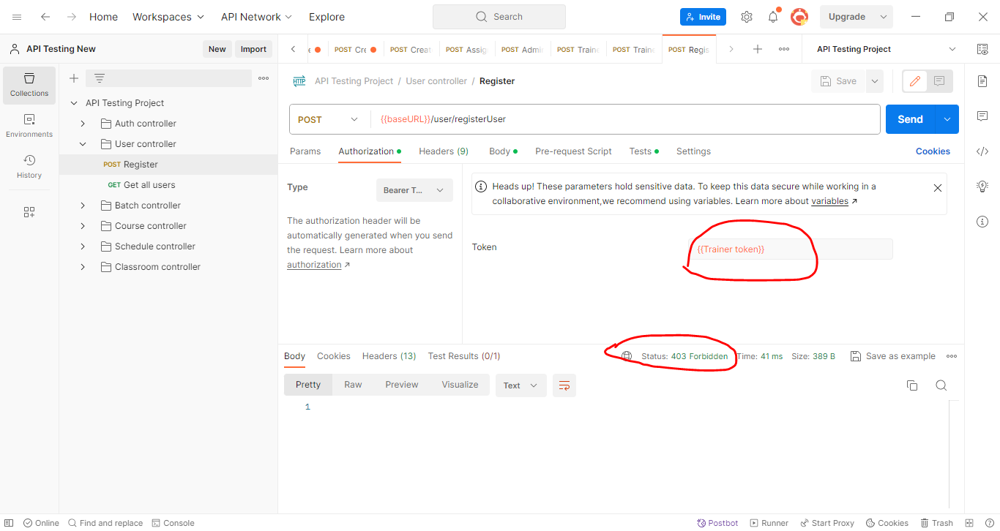 Home Workspaces API Network Explore Search Invite Upgrade
API Testing New New Import
POST Cre POST Creat POST Assig POST Admi POST Traine POST Traine POST Regis API Testing Project
Collections
Environments
History
API Testing Project
Auth controller
User controller
POST Register
GET Get all users
Batch controller
Course controller
Schedule controller
Classroom controller
HTTP API Testing Project / User controller / Register Save
POST {{baseURL}}/user/registerUser Send
Params Authorization Headers (9) Body Pre-request Script Tests Settings Cookies
Type Bearer T...
The authorization header will be
automatically generated when you send
the request. Learn more about
authorization ↗
Heads up! These parameters hold sensitive data. To keep this data secure while working in a
collaborative environment,we recommend using variables. Learn more about variables ↗
Token {{Trainer token}}
Body Cookies Headers (13) Test Results (0/1) Status: 403 Forbidden Time: 41 ms Size: 389 B Save as example
Pretty Raw Preview Visualize Text
1
Online Find and replace Console Postbot Runner Start Proxy Cookies Trash